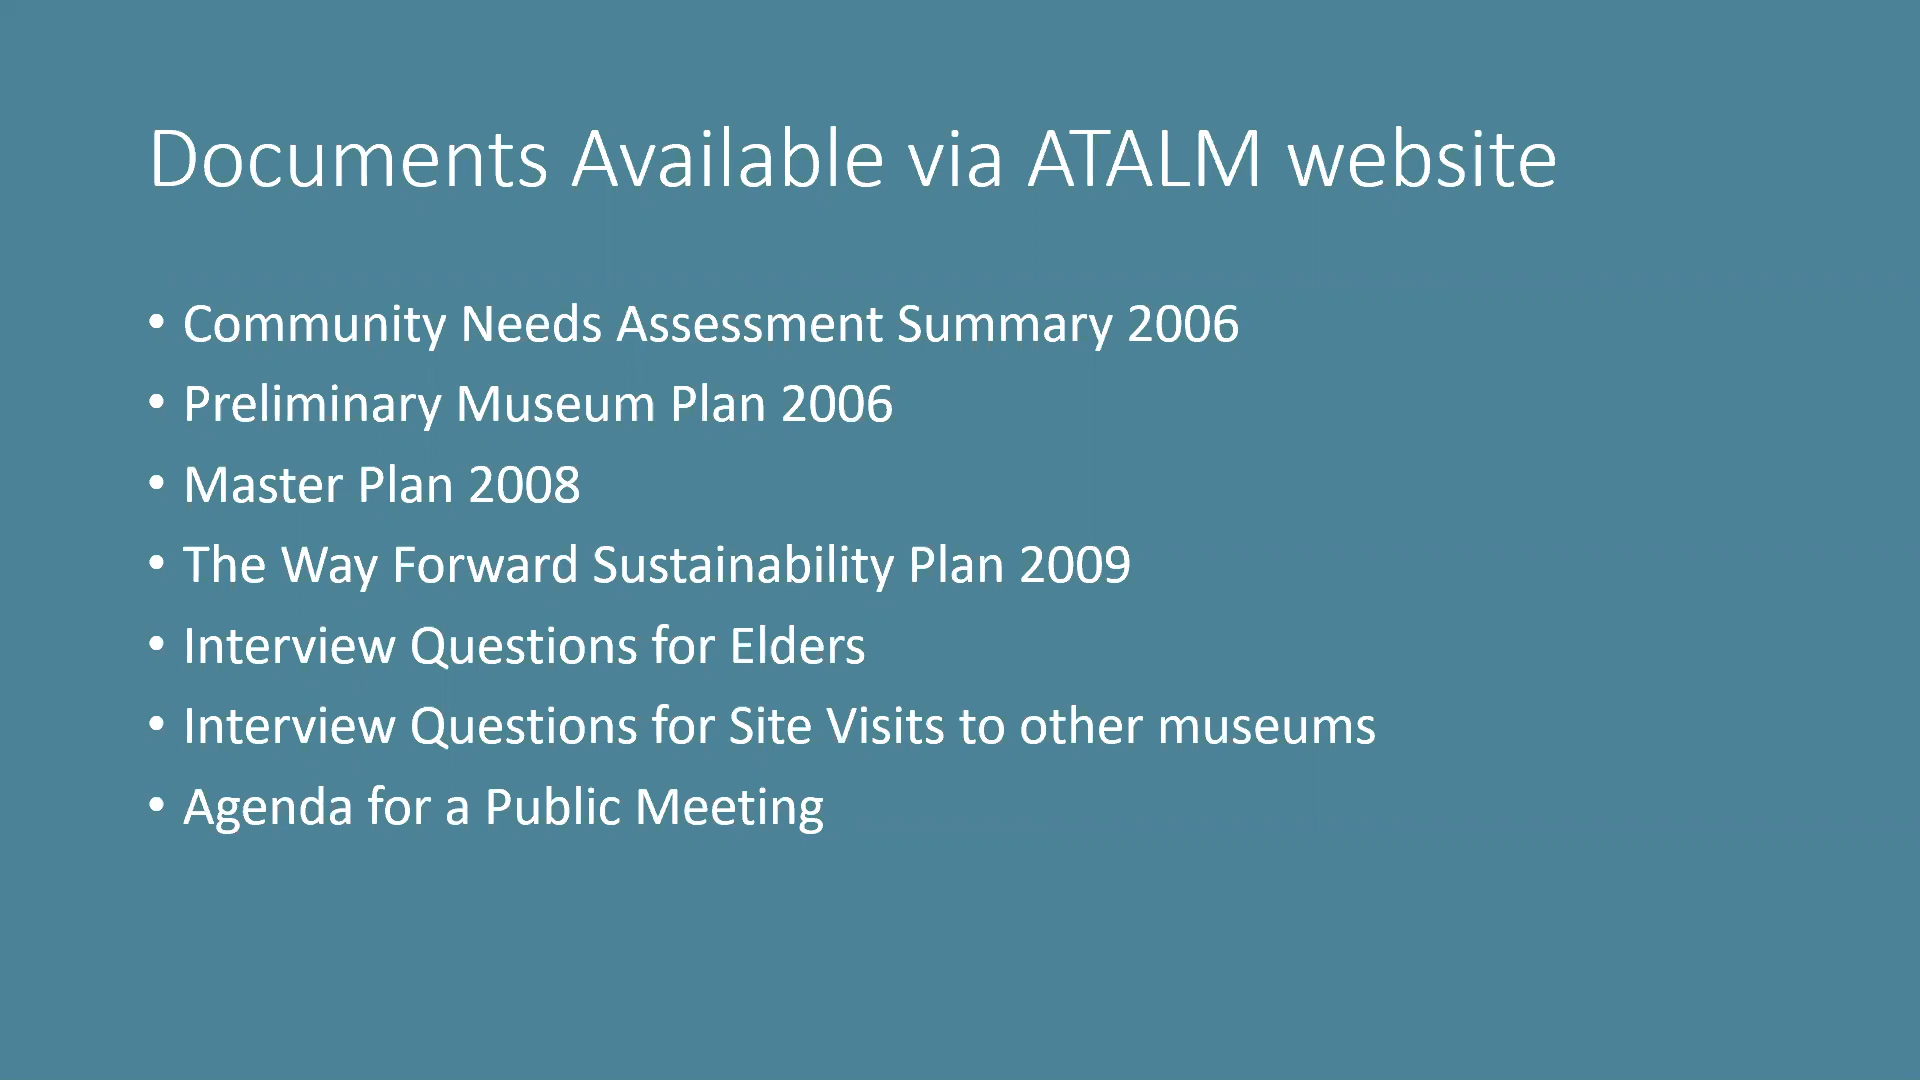 Documents Available via ATALM website
• Community Needs Assessment Summary 2006
• Preliminary Museum Plan 2006
• Master Plan 2008
• The Way Forward Sustainability Plan 2009
• Interview Questions for Elders
• Interview Questions for Site Visits to other museums
• Agenda for a Public Meeting